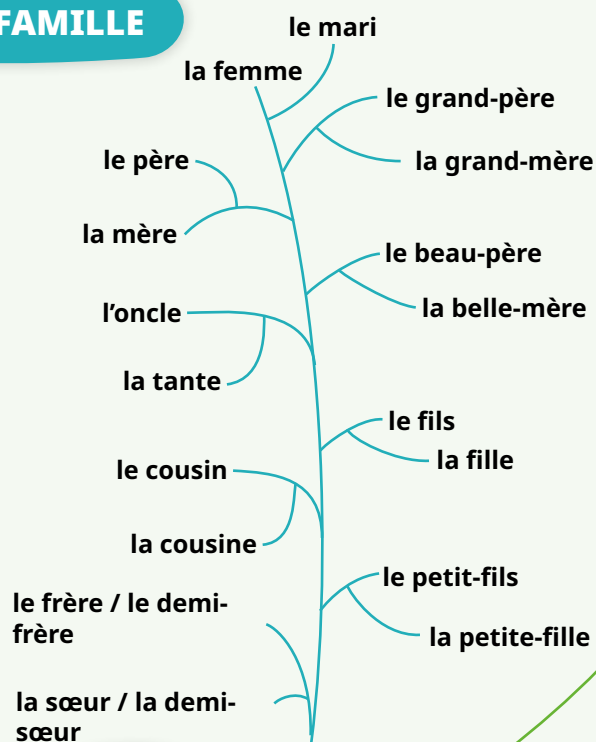 FAMILLE
le mari
la femme
le grand-père
la grand-mère
le père
la mère
le beau-père
la belle-mère
l’oncle
la tante
le fils
la fille
le cousin
la cousine
le petit-fils
la petite-fille
le frère / le demi-
frère
la sœur / la demi-
sœur